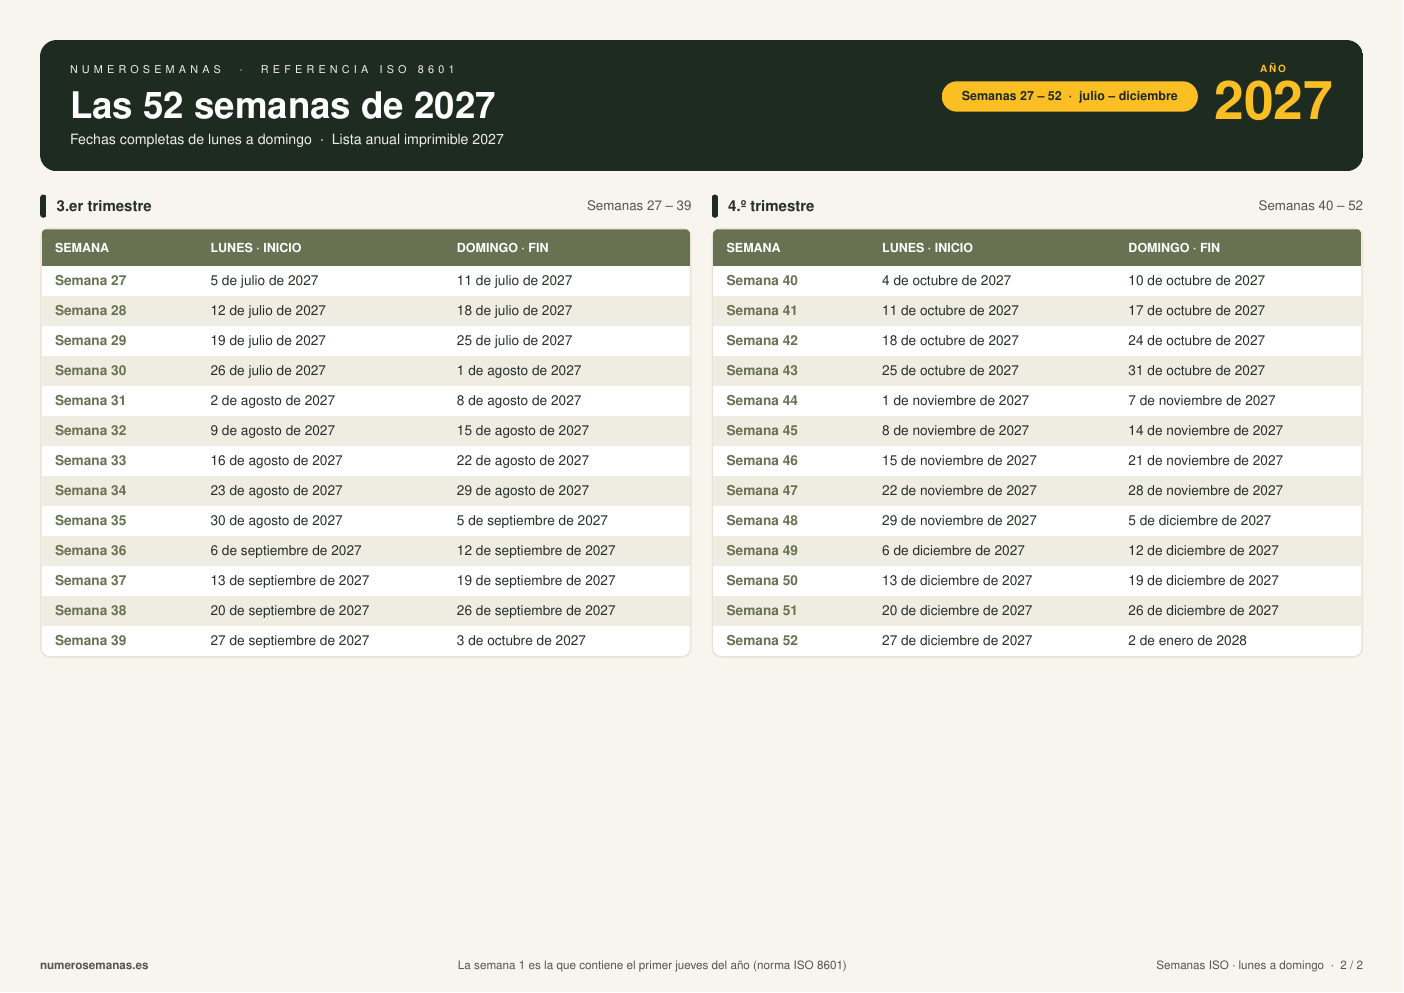 NUMEROSEMANAS · REFERENCIA ISO 8601
Las 52 semanas de 2027
Fechas completas de lunes a domingo · Lista anual imprimible 2027
Semanas 27 – 52 · julio – diciembre
AÑO
2027
3.er trimestre Semanas 27 – 39
SEMANA LUNES · INICIO DOMINGO · FIN
Semana 27 5 de julio de 2027 11 de julio de 2027
Semana 28 12 de julio de 2027 18 de julio de 2027
Semana 29 19 de julio de 2027 25 de julio de 2027
Semana 30 26 de julio de 2027 1 de agosto de 2027
Semana 31 2 de agosto de 2027 8 de agosto de 2027
Semana 32 9 de agosto de 2027 15 de agosto de 2027
Semana 33 16 de agosto de 2027 22 de agosto de 2027
Semana 34 23 de agosto de 2027 29 de agosto de 2027
Semana 35 30 de agosto de 2027 5 de septiembre de 2027
Semana 36 6 de septiembre de 2027 12 de septiembre de 2027
Semana 37 13 de septiembre de 2027 19 de septiembre de 2027
Semana 38 20 de septiembre de 2027 26 de septiembre de 2027
Semana 39 27 de septiembre de 2027 3 de octubre de 2027
4.º trimestre Semanas 40 – 52
SEMANA LUNES · INICIO DOMINGO · FIN
Semana 40 4 de octubre de 2027 10 de octubre de 2027
Semana 41 11 de octubre de 2027 17 de octubre de 2027
Semana 42 18 de octubre de 2027 24 de octubre de 2027
Semana 43 25 de octubre de 2027 31 de octubre de 2027
Semana 44 1 de noviembre de 2027 7 de noviembre de 2027
Semana 45 8 de noviembre de 2027 14 de noviembre de 2027
Semana 46 15 de noviembre de 2027 21 de noviembre de 2027
Semana 47 22 de noviembre de 2027 28 de noviembre de 2027
Semana 48 29 de noviembre de 2027 5 de diciembre de 2027
Semana 49 6 de diciembre de 2027 12 de diciembre de 2027
Semana 50 13 de diciembre de 2027 19 de diciembre de 2027
Semana 51 20 de diciembre de 2027 26 de diciembre de 2027
Semana 52 27 de diciembre de 2027 2 de enero de 2028
numerosemanas.es
La semana 1 es la que contiene el primer jueves del año (norma ISO 8601)
Semanas ISO · lunes a domingo · 2 / 2